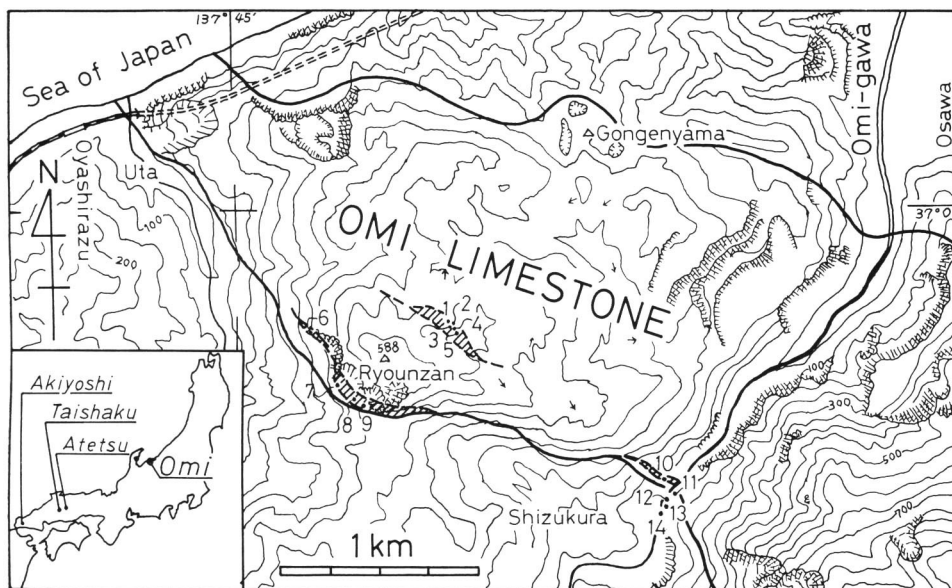 137° 45'
Sea of Japan
Omi-gawa
Osawa
Gongenyama
Oyashirazu
Uta
N
100
200
37°0'
OMI LIMESTONE
1 2
3 4
5
6
588
Ryounzan
7
8 9
100
300
500
700
10
11
12
13
14
Shizukura
1 km
Akiyoshi
Taishaku
Atetsu
Omi